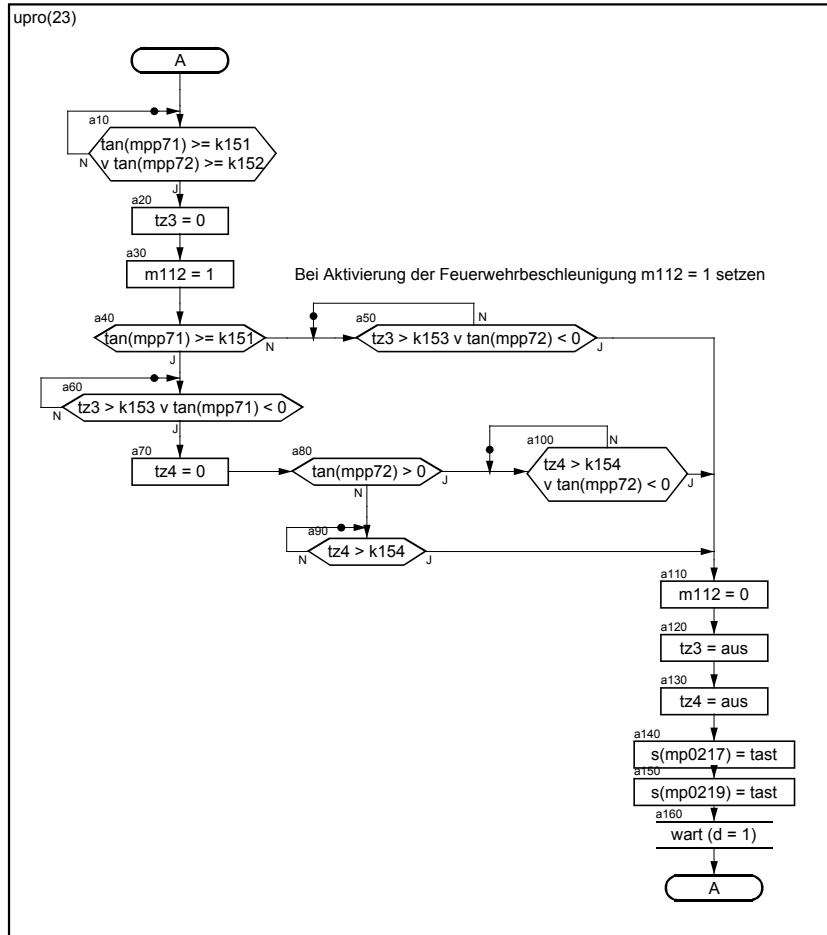 upro(23)
A
a10
tan(mpp71) >= k151
v tan(mpp72) >= k152
N
J
a20
tz3 = 0
a30
m112 = 1
Bei Aktivierung der Feuerwehrbeschleunigung m112 = 1 setzen
a40
tan(mpp71) >= k151
N
J
a50
tz3 > k153 v tan(mpp72) < 0
N
J
a60
tz3 > k153 v tan(mpp71) < 0
N
J
a70
tz4 = 0
a80
tan(mpp72) > 0
J
N
a100
tz4 > k154
v tan(mpp72) < 0
N
J
a90
tz4 > k154
N
J
a110
m112 = 0
a120
tz3 = aus
a130
tz4 = aus
a140
s(mp0217) = tast
a150
s(mp0219) = tast
a160
wart (d = 1)
A